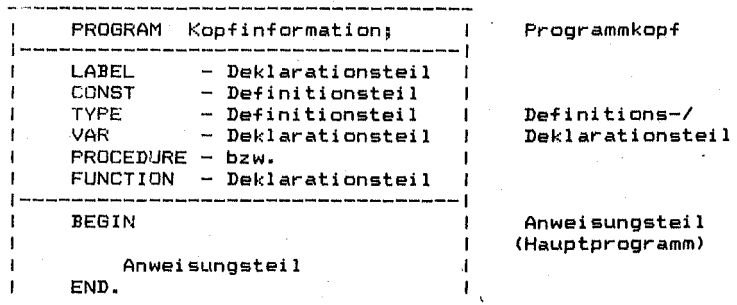 PROGRAM Kopfinformation; Programmkopf
LABEL - Deklarationsteil
CONST - Definitionsteil
TYPE - Definitionsteil Definitions-/
VAR - Deklarationsteil Deklarationsteil
PROCEDURE - bzw.
FUNCTION - Deklarationsteil
BEGIN Anweisungsteil
(Hauptprogramm)
Anweisungsteil
END.